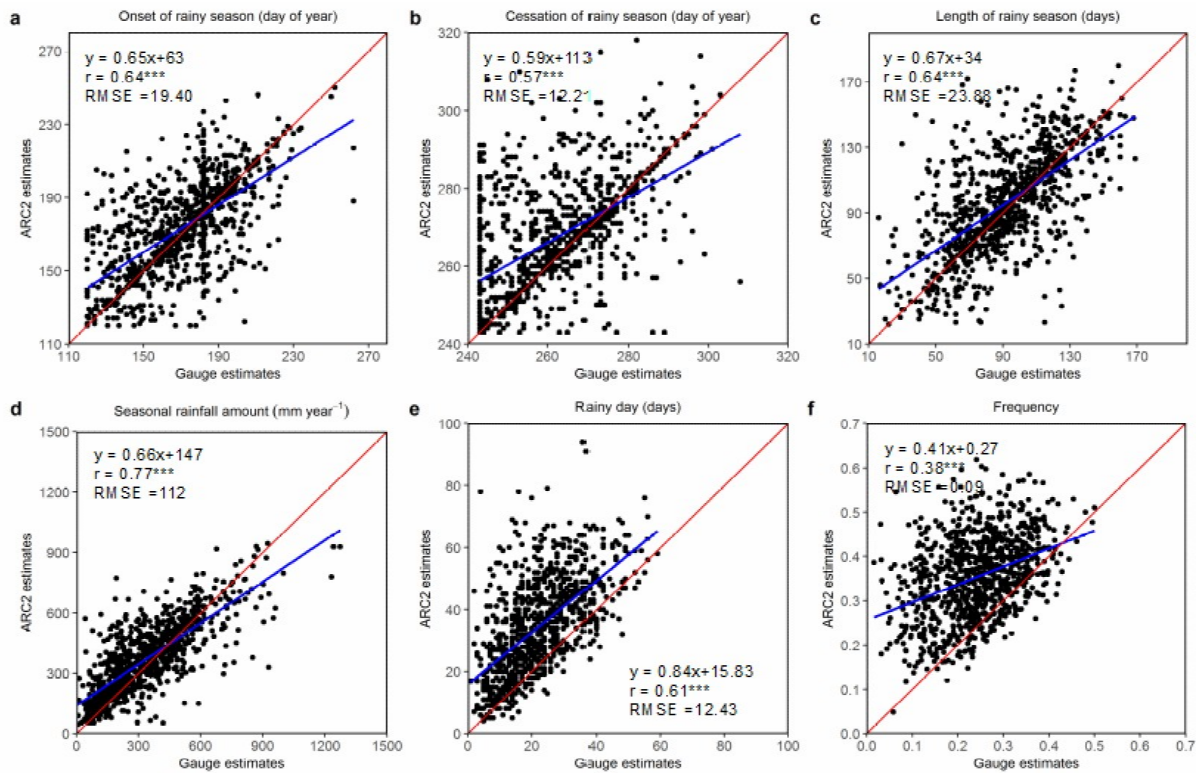 a Onset of rainy season (day of year)
y = 0.65x+63
r = 0.64***
RMSE =19.40
270
230
190
150
110
110 150 190 230 270
ARC2 estimates
Gauge estimates
b Cessation of rainy season (day of year)
y = 0.59x+113
r = 0.57***
RMSE =12.21
320
300
280
260
240
240 260 280 300 320
ARC2 estimates
Gauge estimates
c Length of rainy season (days)
y = 0.67x+34
r = 0.64***
RMSE =23.88
170
130
90
50
10
16 50 90 130 170
ARC2 estimates
Gauge estimates
d Seasonal rainfall amount (mm year⁻¹)
y = 0.66x+147
r = 0.77***
RMSE =112
1500
1200
900
600
300
0
0 300 600 900 1200 1500
ARC2 estimates
Gauge estimates
e Rainy day (days)
100
80
60
40
20
0
y = 0.84x+15.83
r = 0.61***
RMSE =12.43
0 20 40 60 80 100
ARC2 estimates
Gauge estimates
f Frequency
y = 0.41x+0.27
r = 0.38***
RMSE =0.09
0.7
0.6
0.5
0.4
0.3
0.2
0.1
0.0
0.0 0.1 0.2 0.3 0.4 0.5 0.6 0.7
ARC2 estimates
Gauge estimates